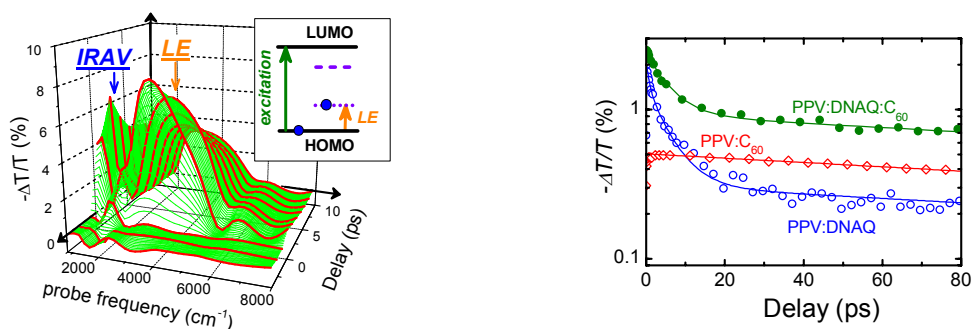 10
8
6
4
2
0
-ΔT/T (%)
IRAV
LE
LUMO
excitation
LE
HOMO
2000
4000
6000
8000
probe frequency (cm⁻¹)
0
5
10
Delay (ps)
1
0.1
-ΔT/T (%)
PPV:DNAQ:C₆₀
PPV:C₆₀
PPV:DNAQ
0 20 40 60 80
Delay (ps)